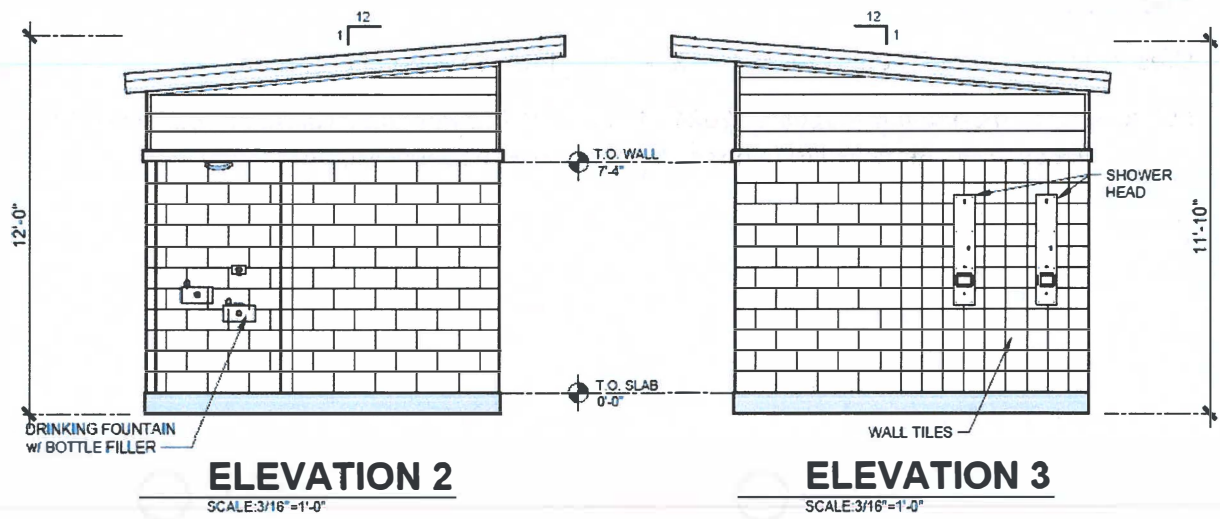 12
1
12
1
12'-0"
T.O. WALL
7'-4"
SHOWER
HEAD
11'-10"
T.O. SLAB
0'-0"
DRINKING FOUNTAIN
w/ BOTTLE FILLER
WALL TILES
ELEVATION 2
SCALE:3/16"=1'-0"
ELEVATION 3
SCALE:3/16"=1'-0"